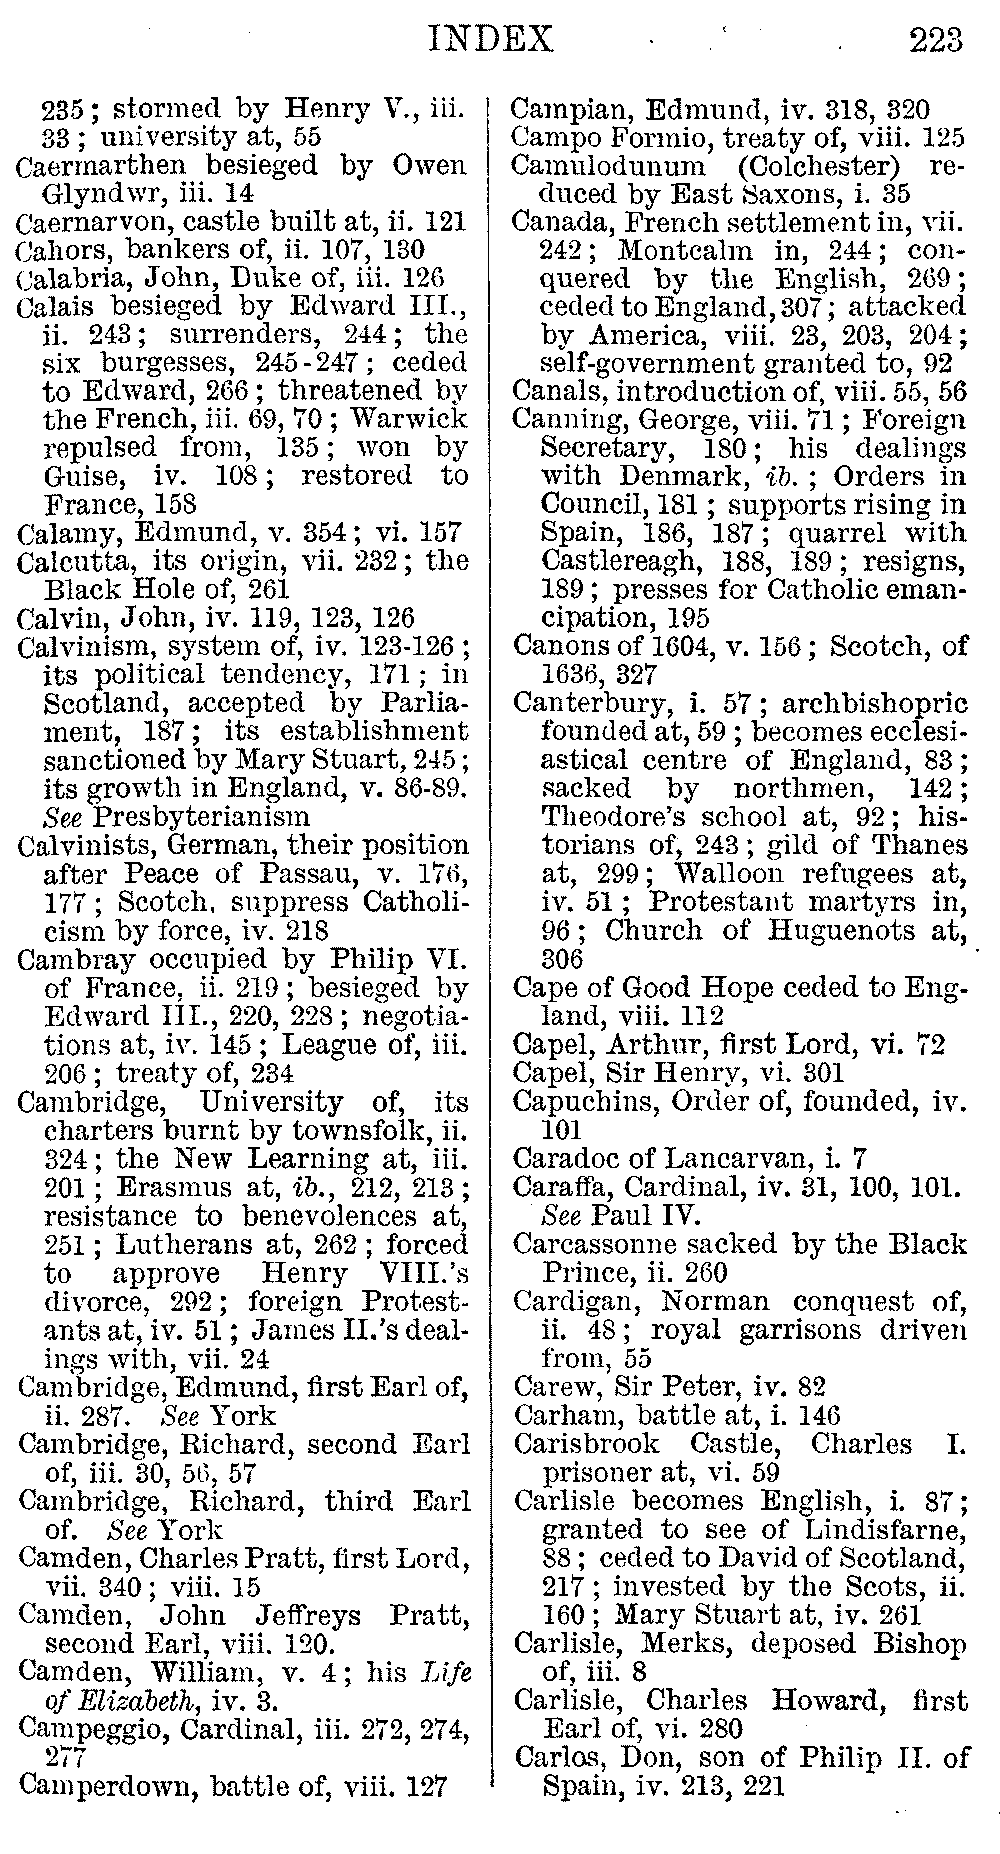 INDEX 223
235; stormed by Henry V., iii.
33; university at, 55
Caermarthen besieged by Owen
Glyndwr, iii. 14
Caernarvon, castle built at, ii. 121
Cahors, bankers of, ii. 107, 130
Calabria, John, Duke of, iii. 126
Calais besieged by Edward III.,
ii. 243; surrenders, 244; the
six burgesses, 245-247; ceded
to Edward, 266; threatened by
the French, iii. 69, 70; Warwick
repulsed from, 135; won by
Guise, iv. 108; restored to
France, 158
Calamy, Edmund, v. 354; vi. 157
Calcutta, its origin, vii. 232; the
Black Hole of, 261
Calvin, John, iv. 119, 123, 126
Calvinism, system of, iv. 123-126;
its political tendency, 171; in
Scotland, accepted by Parlia-
ment, 187; its establishment
sanctioned by Mary Stuart, 245;
its growth in England, v. 86-89.
See Presbyterianism
Calvinists, German, their position
after Peace of Passau, v. 176,
177; Scotch, suppress Catholi-
cism by force, iv. 218
Cambray occupied by Philip VI.
of France, ii. 219; besieged by
Edward III., 220, 228; negotia-
tions at, iv. 145; League of, iii.
206; treaty of, 234
Cambridge, University of, its
charters burnt by townsfolk, ii.
324; the New Learning at, iii.
201; Erasmus at, ib., 212, 213;
resistance to benevolences at,
251; Lutherans at, 262; forced
to approve Henry VIII.'s
divorce, 292; foreign Protest-
ants at, iv. 51; James II.'s deal-
ings with, vii. 24
Cambridge, Edmund, first Earl of,
ii. 287. See York
Cambridge, Richard, second Earl
of, iii. 30, 56, 57
Cambridge, Richard, third Earl
of. See York
Camden, Charles Pratt, first Lord,
vii. 340; viii. 15
Camden, John Jeffreys Pratt,
second Earl, viii. 120.
Camden, William, v. 4; his Life
of Elizabeth, iv. 3.
Campeggio, Cardinal, iii. 272, 274,
277
Camperdown, battle of, viii. 127
Campian, Edmund, iv. 318, 320
Campo Formio, treaty of, viii. 125
Camulodunum (Colchester) re-
duced by East Saxons, i. 35
Canada, French settlement in, vii.
242; Montcalm in, 244; con-
quered by the English, 269;
ceded to England, 307; attacked
by America, viii. 23, 203, 204;
self-government granted to, 92
Canals, introduction of, viii. 55, 56
Canning, George, viii. 71; Foreign
Secretary, 180; his dealings
with Denmark, ib.; Orders in
Council, 181; supports rising in
Spain, 186, 187; quarrel with
Castlereagh, 188, 189; resigns,
189; presses for Catholic eman-
cipation, 195
Canons of 1604, v. 156; Scotch, of
1636, 327
Canterbury, i. 57; archbishopric
founded at, 59; becomes ecclesi-
astical centre of England, 83;
sacked by northmen, 142;
Theodore's school at, 92; his-
torians of, 243; gild of Thanes
at, 299; Walloon refugees at,
iv. 51; Protestant martyrs in,
96; Church of Huguenots at,
306
Cape of Good Hope ceded to Eng-
land, viii. 112
Capel, Arthur, first Lord, vi. 72
Capel, Sir Henry, vi. 301
Capuchins, Order of, founded, iv.
101
Caradoc of Lancarvan, i. 7
Caraffa, Cardinal, iv. 31, 100, 101.
See Paul IV.
Carcassonne sacked by the Black
Prince, ii. 260
Cardigan, Norman conquest of,
ii. 48; royal garrisons driven
from, 55
Carew, Sir Peter, iv. 82
Carham, battle at, i. 146
Carisbrook Castle, Charles I.
prisoner at, vi. 59
Carlisle becomes English, i. 87;
granted to see of Lindisfarne,
88; ceded to David of Scotland,
217; invested by the Scots, ii.
160; Mary Stuart at, iv. 261
Carlisle, Merks, deposed Bishop
of, iii. 8
Carlisle, Charles Howard, first
Earl of, vi. 280
Carlos, Don, son of Philip II. of
Spain, iv. 213, 221